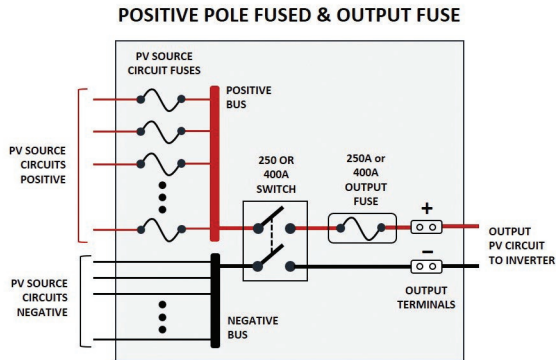 POSITIVE POLE FUSED & OUTPUT FUSE
PV SOURCE
CIRCUIT FUSES
POSITIVE
BUS
PV SOURCE
CIRCUITS
POSITIVE
250 OR
400A
SWITCH
250A or
400A
OUTPUT
FUSE
+
−
OUTPUT
PV CIRCUIT
TO INVERTER
PV SOURCE
CIRCUITS
NEGATIVE
OUTPUT
TERMINALS
NEGATIVE
BUS